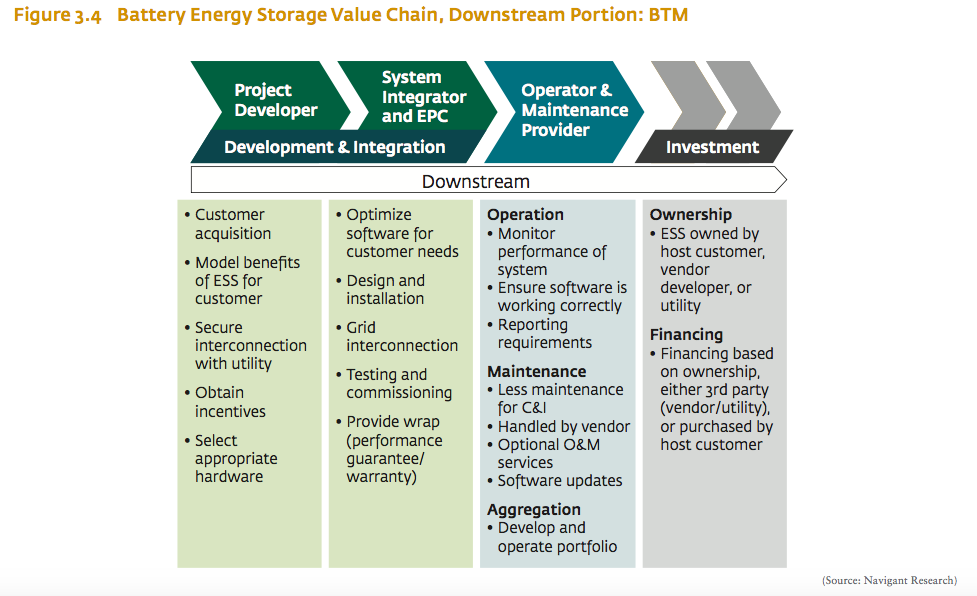 Figure 3.4 Battery Energy Storage Value Chain, Downstream Portion: BTM
Project
Developer
System
Integrator
and EPC
Development & Integration
Operator &
Maintenance
Provider
Investment
Downstream
• Customer
acquisition
• Model benefits
of ESS for
customer
• Secure
interconnection
with utility
• Obtain
incentives
• Select
appropriate
hardware
• Optimize
software for
customer needs
• Design and
installation
• Grid
interconnection
• Testing and
commissioning
• Provide wrap
(performance
guarantee/
warranty)
Operation
• Monitor
performance of
system
• Ensure software is
working correctly
• Reporting
requirements
Maintenance
• Less maintenance
for C&I
• Handled by vendor
• Optional O&M
services
• Software updates
Aggregation
• Develop and
operate portfolio
Ownership
• ESS owned by
host customer,
vendor
developer, or
utility
Financing
• Financing based
on ownership,
either 3rd party
(vendor/utility),
or purchased by
host customer
(Source: Navigant Research)